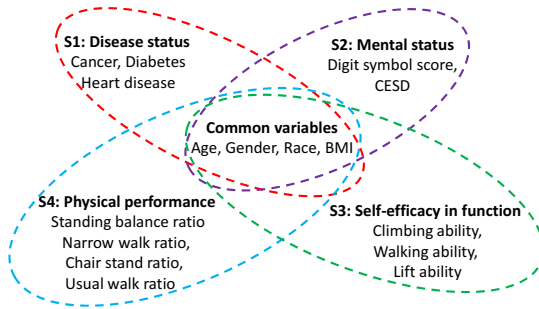 S1: Disease status
Cancer, Diabetes
Heart disease
S2: Mental status
Digit symbol score,
CESD
Common variables
Age, Gender, Race, BMI
S4: Physical performance
Standing balance ratio
Narrow walk ratio,
Chair stand ratio,
Usual walk ratio
S3: Self-efficacy in function
Climbing ability,
Walking ability,
Lift ability